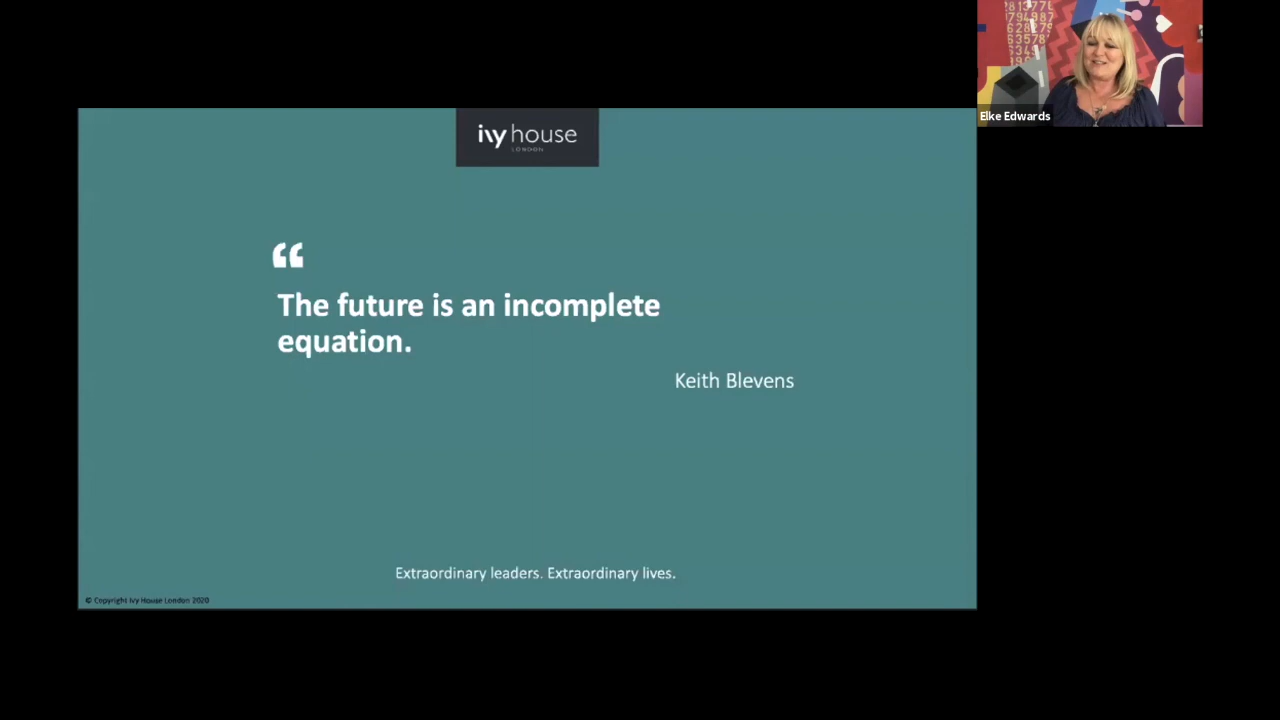 ivy house
LONDON
“
The future is an incomplete
equation.
Keith Blevens
Extraordinary leaders. Extraordinary lives.
© Copyright Ivy House London 2020
Elke Edwards